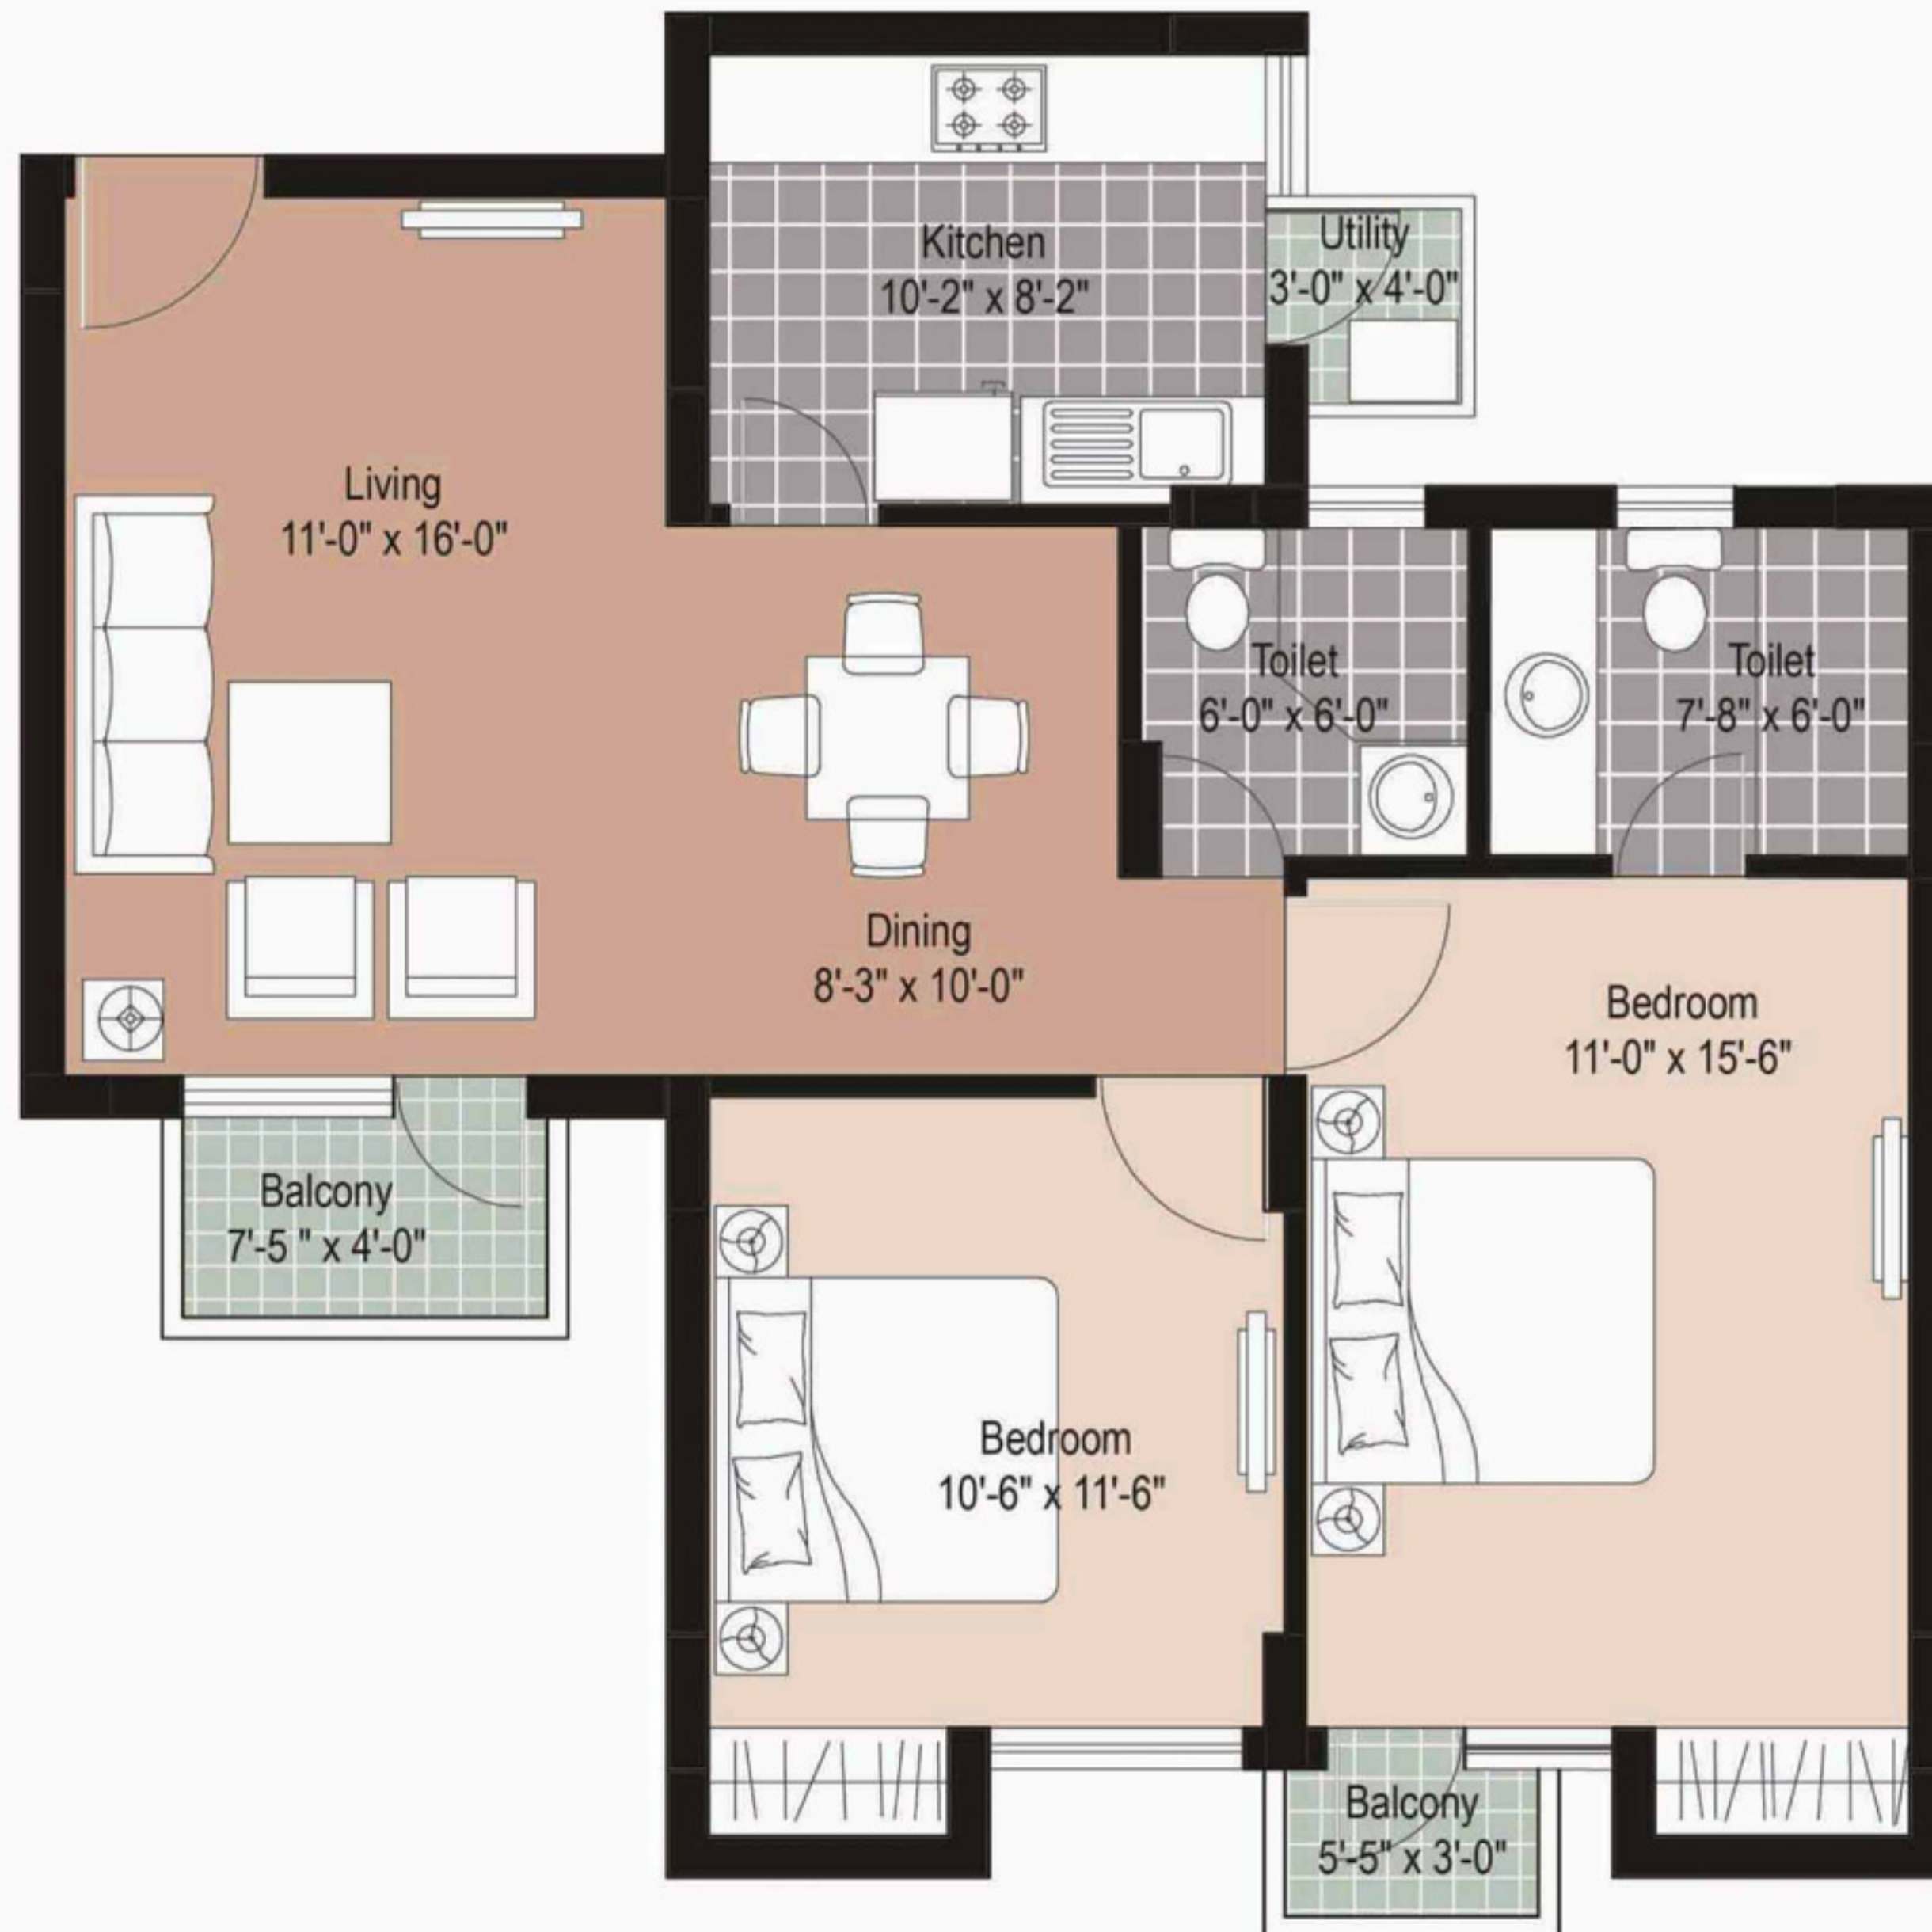 Kitchen
10'-2" x 8'-2"
Utility
3'-0" x 4'-0"
Living
11'-0" x 16'-0"
Toilet
6'-0" x 6'-0"
Toilet
7'-8" x 6'-0"
Dining
8'-3" x 10'-0"
Bedroom
11'-0" x 15'-6"
Balcony
7'-5 " x 4'-0"
Bedroom
10'-6" x 11'-6"
Balcony
5'-5" x 3'-0"